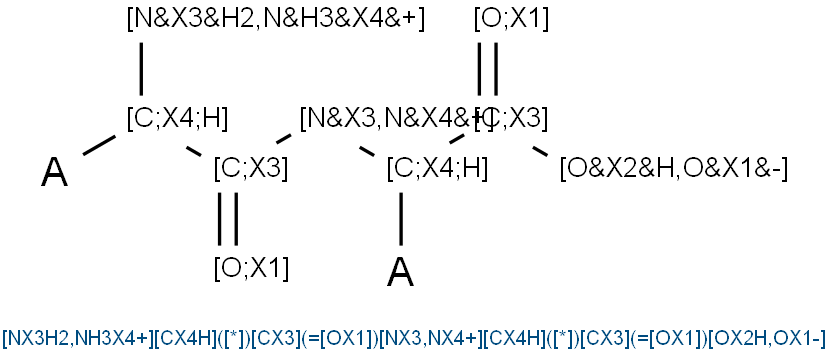 [N&X3&H2,N&H3&X4&+] [O;X1]
[C;X4;H] [N&X3,N&X4&+] [C;X3]
A [C;X3] [C;X4;H] [O&X2&H,O&X1&-]
[O;X1] A
[NX3H2,NH3X4+][CX4H]([*])[CX3](=[OX1])[NX3,NX4+][CX4H]([*])[CX3](=[OX1])[OX2H,OX1-]